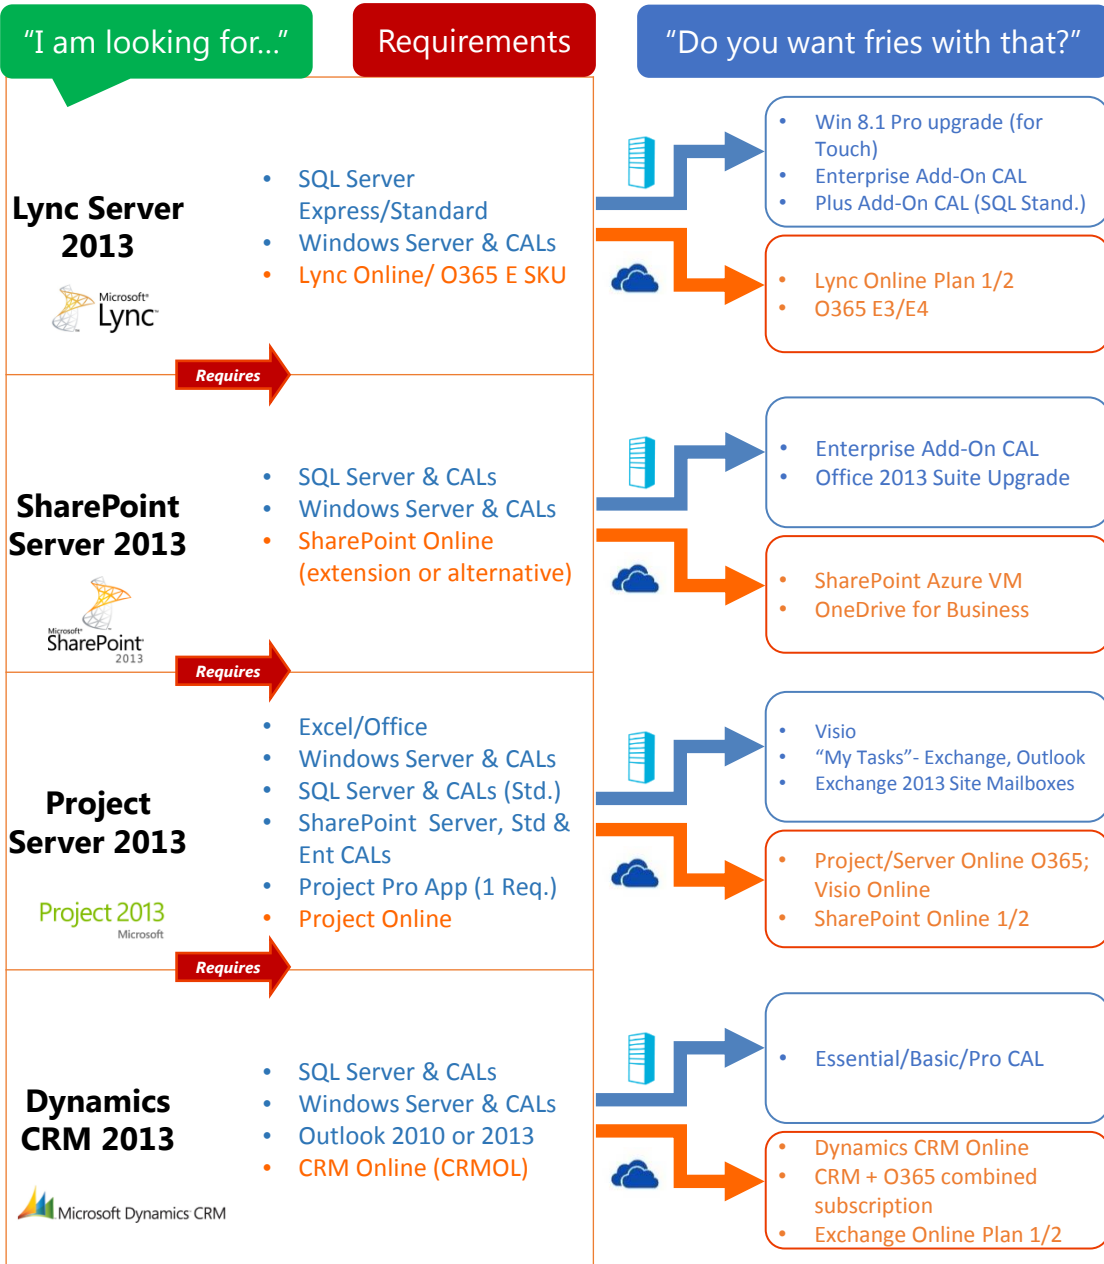 “I am looking for…”
Requirements
“Do you want fries with that?”
Lync Server
2013
Microsoft®
Lync™
• SQL Server
Express/Standard
• Windows Server & CALs
• Lync Online/ O365 E SKU
• Win 8.1 Pro upgrade (for
Touch)
• Enterprise Add-On CAL
• Plus Add-On CAL (SQL Stand.)
• Lync Online Plan 1/2
• O365 E3/E4
Requires
SharePoint
Server 2013
Microsoft®
SharePoint®
2013
• SQL Server & CALs
• Windows Server & CALs
• SharePoint Online
(extension or alternative)
• Enterprise Add-On CAL
• Office 2013 Suite Upgrade
• SharePoint Azure VM
• OneDrive for Business
Requires
Project
Server 2013
Project 2013
Microsoft
• Excel/Office
• Windows Server & CALs
• SQL Server & CALs (Std.)
• SharePoint Server, Std &
Ent CALs
• Project Pro App (1 Req.)
• Project Online
• Visio
• “My Tasks”- Exchange, Outlook
• Exchange 2013 Site Mailboxes
• Project/Server Online O365;
Visio Online
• SharePoint Online 1/2
Requires
Dynamics
CRM 2013
Microsoft Dynamics CRM
• SQL Server & CALs
• Windows Server & CALs
• Outlook 2010 or 2013
• CRM Online (CRMOL)
• Essential/Basic/Pro CAL
• Dynamics CRM Online
• CRM + O365 combined
subscription
• Exchange Online Plan 1/2